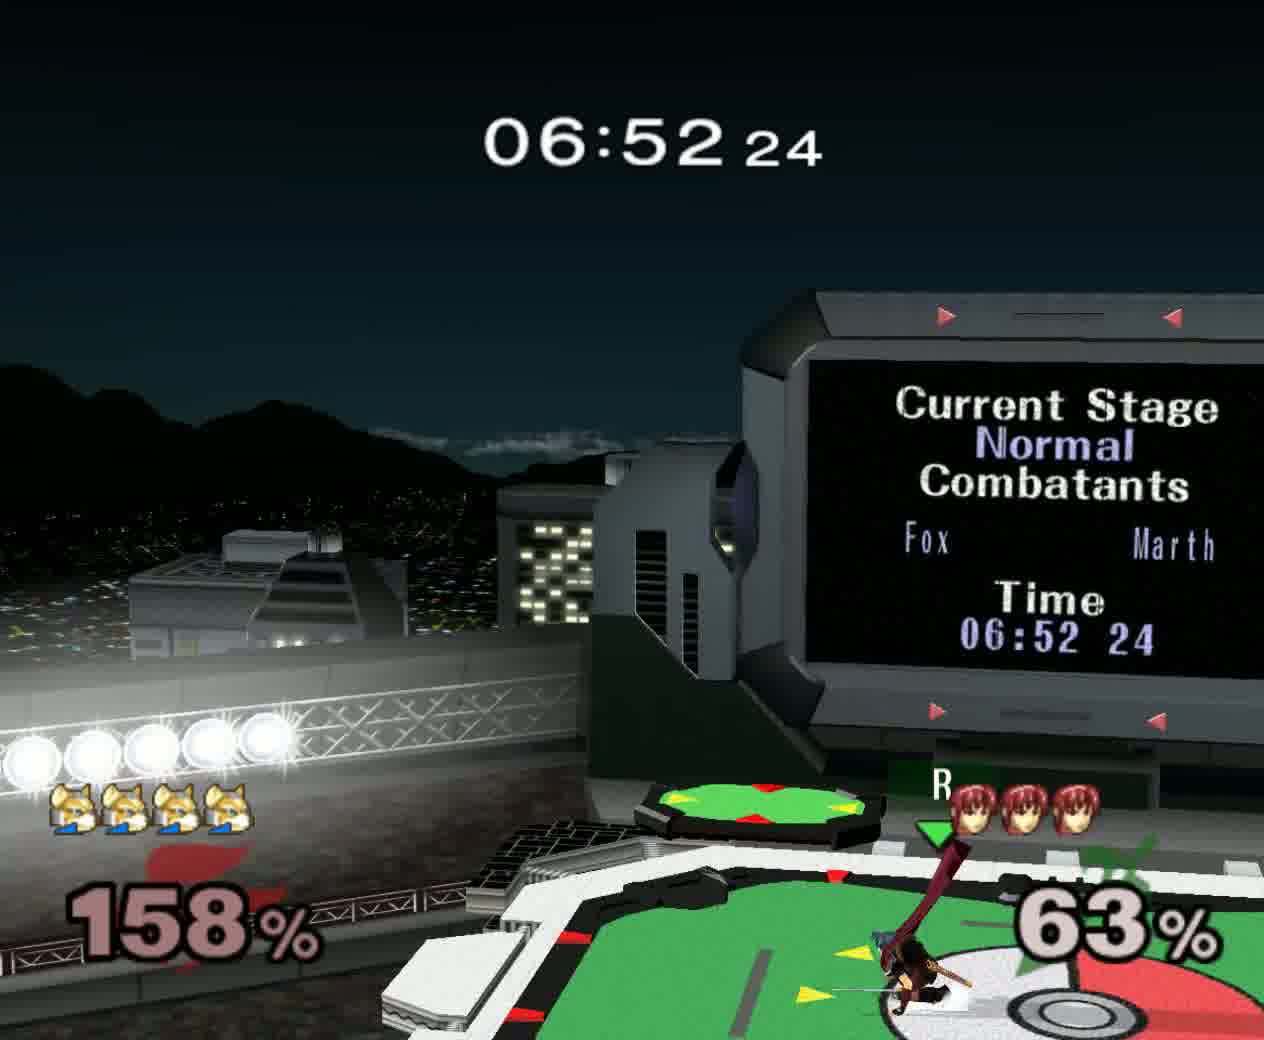 06:52 24
Current Stage
Normal
Combatants
Fox Marth
Time
06:52 24
R
158%
63%